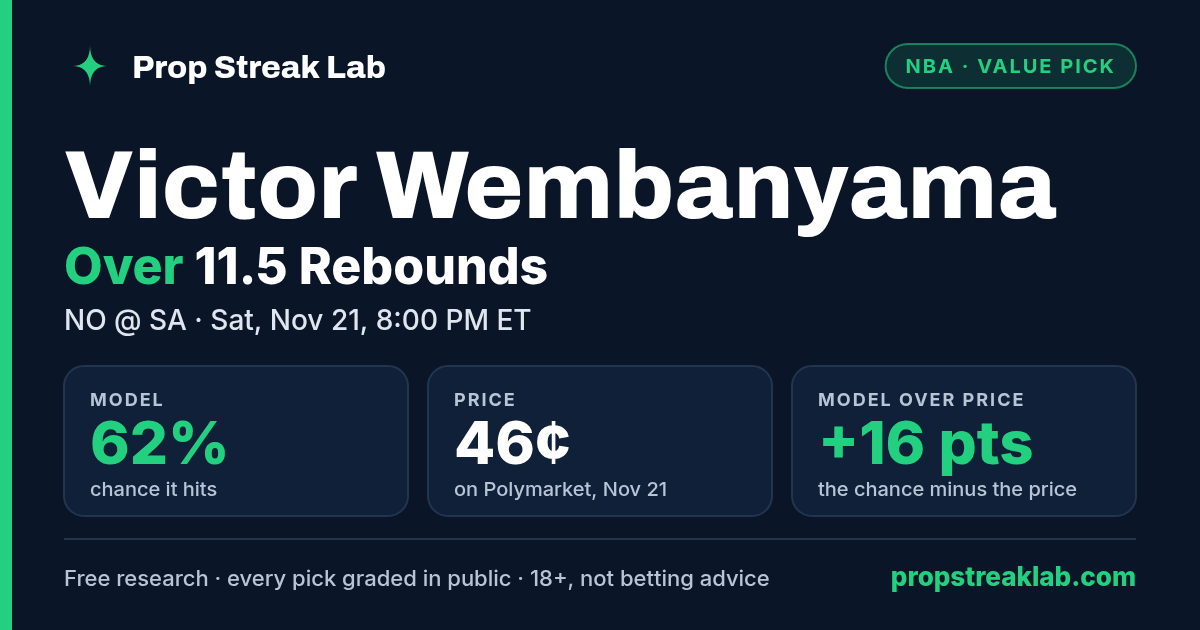 Prop Streak Lab
NBA · VALUE PICK
Victor Wembanyama
Over 11.5 Rebounds
NO @ SA · Sat, Nov 21, 8:00 PM ET
MODEL
62%
chance it hits
PRICE
46¢
on Polymarket, Nov 21
MODEL OVER PRICE
+16 pts
the chance minus the price
Free research · every pick graded in public · 18+, not betting advice
propstreaklab.com